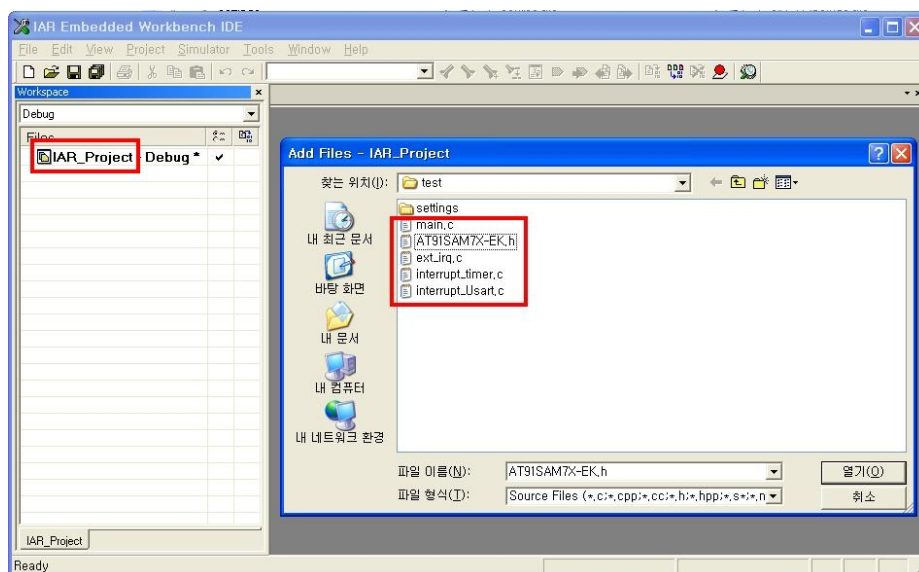 IAR Embedded Workbench IDE
File Edit View Project Simulator Tools Window Help
Workspace
Debug
Files
IAR_Project - Debug *
Add Files - IAR_Project
찾는 위치(I):
test
settings
main.c
AT91SAM7X-EK.h
ext_irq.c
interrupt_timer.c
interrupt_Usart.c
내 최근 문서
바탕 화면
내 문서
내 컴퓨터
내 네트워크 환경
파일 이름(N):
AT91SAM7X-EK.h
열기(O)
파일 형식(T):
Source Files (*.c;*.cpp;*.cc;*.h;*.hpp;*.s*;*.n
취소
IAR_Project
Ready